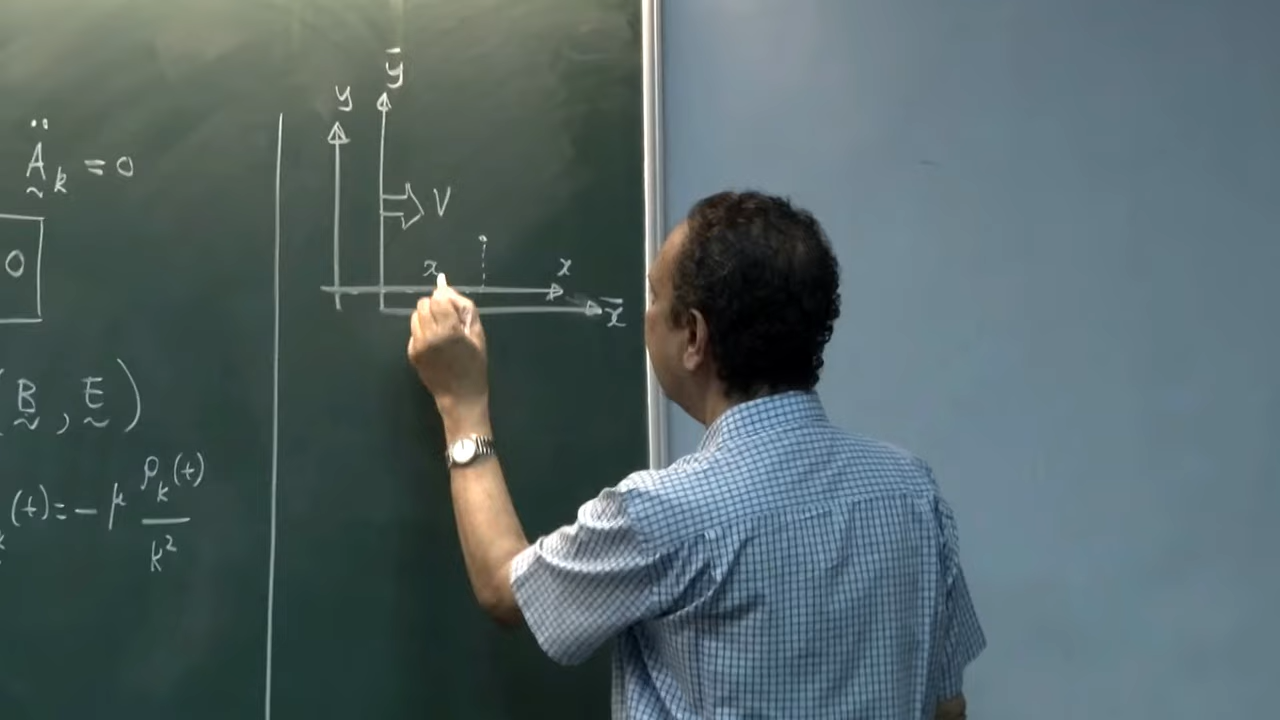 Ä_k = 0
0
(B, E)
(t) = - μ ρ_k(t) / k²
y
y̅
V
x
x
x̅